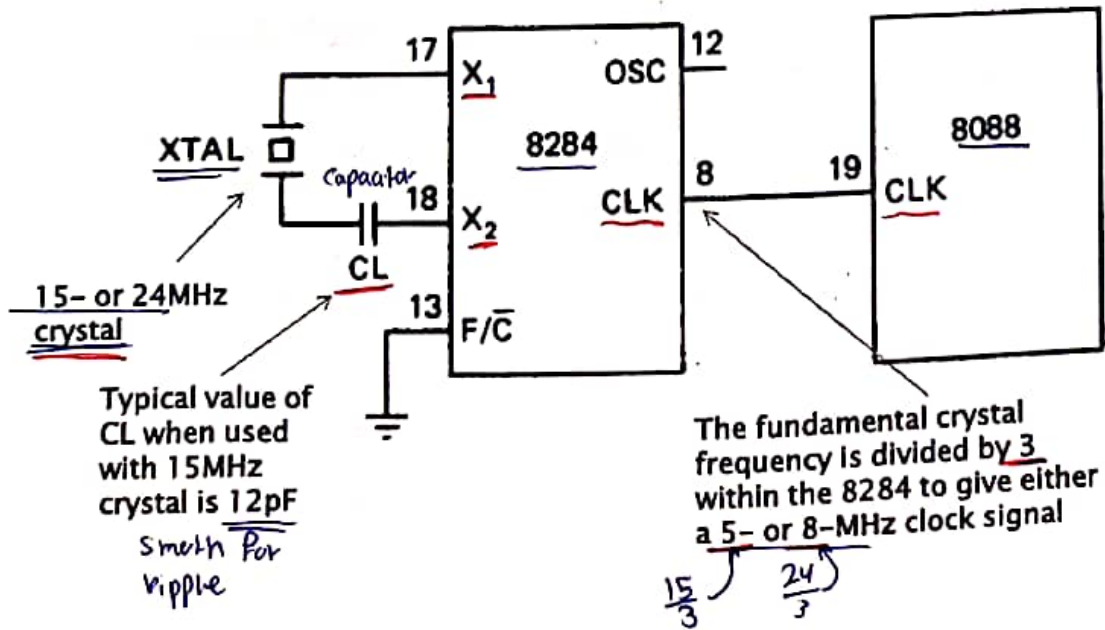 17
X₁
OSC
12
8284
8088
XTAL
capacitor
18
X₂
CLK
8
19
CLK
CL
15- or 24MHz
crystal
13
F/C̅
Typical value of
CL when used
with 15MHz
crystal is 12pF
ripple
The fundamental crystal
frequency is divided by 3
within the 8284 to give either
a 5- or 8-MHz clock signal
15
3
24
3